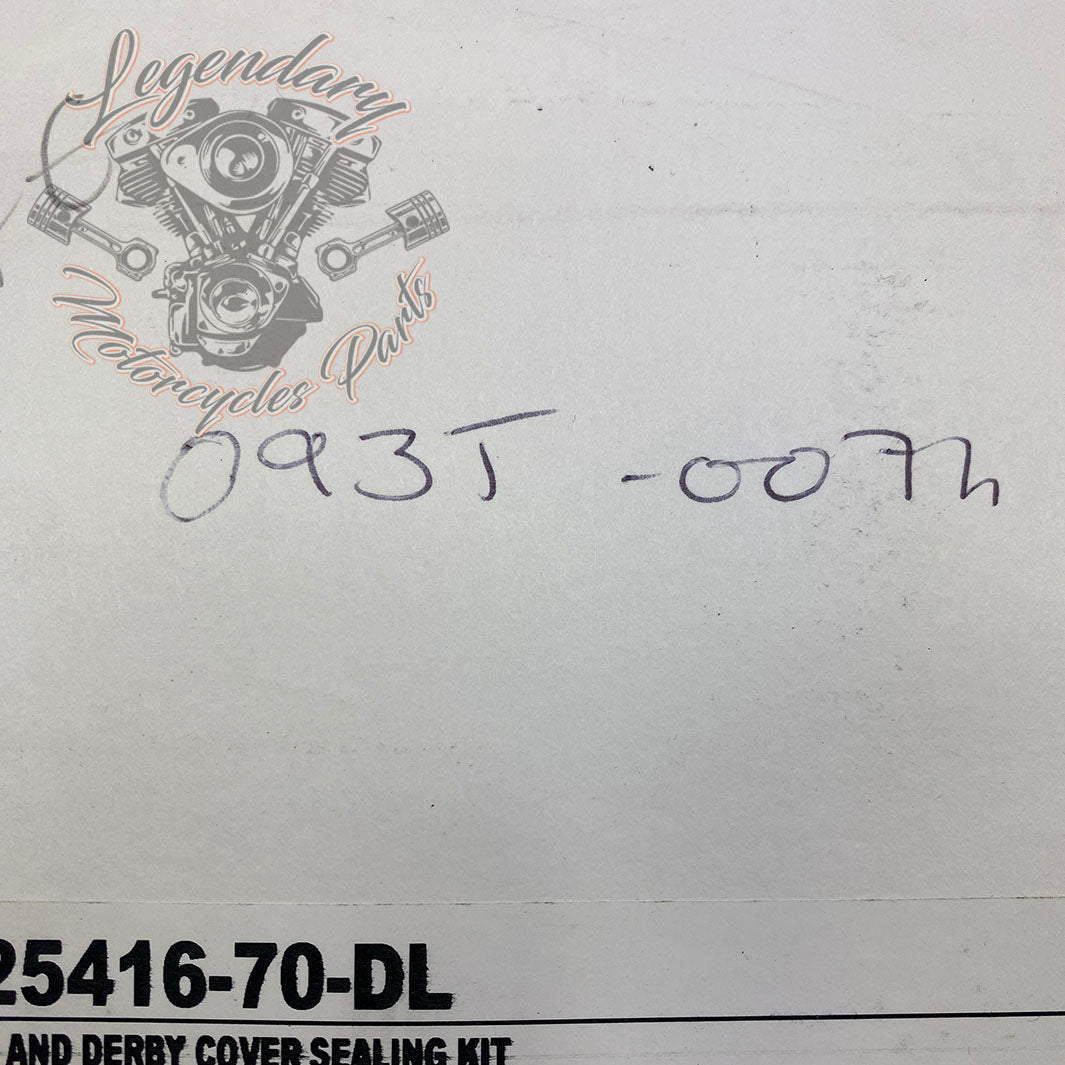 Legendary
Motorcycles Parts
093T -007h
25416-70-DL
AND DERBY COVER SEALING KIT